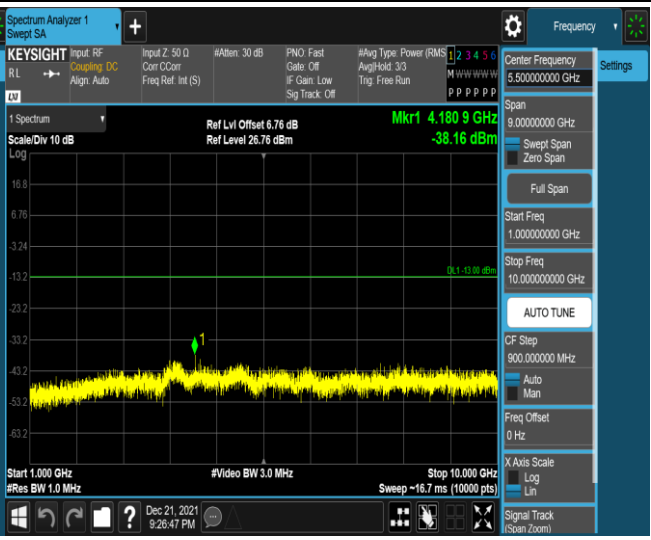 Spectrum Analyzer 1
Swept SA
Frequency
KEYSIGHT
RL
LXI
Input: RF
Coupling: DC
Align: Auto
Input Z: 50 Ω
Corr CCorr
Freq Ref: Int (S)
#Atten: 30 dB
PNO: Fast
Gate: Off
IF Gain: Low
Sig Track: Off
#Avg Type: Power (RMS
Avg|Hold: 3/3
Trig: Free Run
1 2 3 4 5 6
M W W W W W
P P P P P P
1 Spectrum
Scale/Div 10 dB
Log
Ref Lvl Offset 6.76 dB
Ref Level 26.76 dBm
Mkr1 4.180 9 GHz
-38.16 dBm
16.8
6.76
-3.24
-13.2
-23.2
-33.2
-43.2
-53.2
-63.2
DL1 -13.00 dBm
1
Start 1.000 GHz
#Res BW 1.0 MHz
#Video BW 3.0 MHz
Stop 10.000 GHz
Sweep ~16.7 ms (10000 pts)
?
Dec 21, 2021
9:26:47 PM
Center Frequency
5.500000000 GHz
Span
9.00000000 GHz
Swept Span
Zero Span
Full Span
Start Freq
1.000000000 GHz
Stop Freq
10.000000000 GHz
AUTO TUNE
CF Step
900.000000 MHz
Auto
Man
Freq Offset
0 Hz
X Axis Scale
Log
Lin
Signal Track
(Span Zoom)
Settings